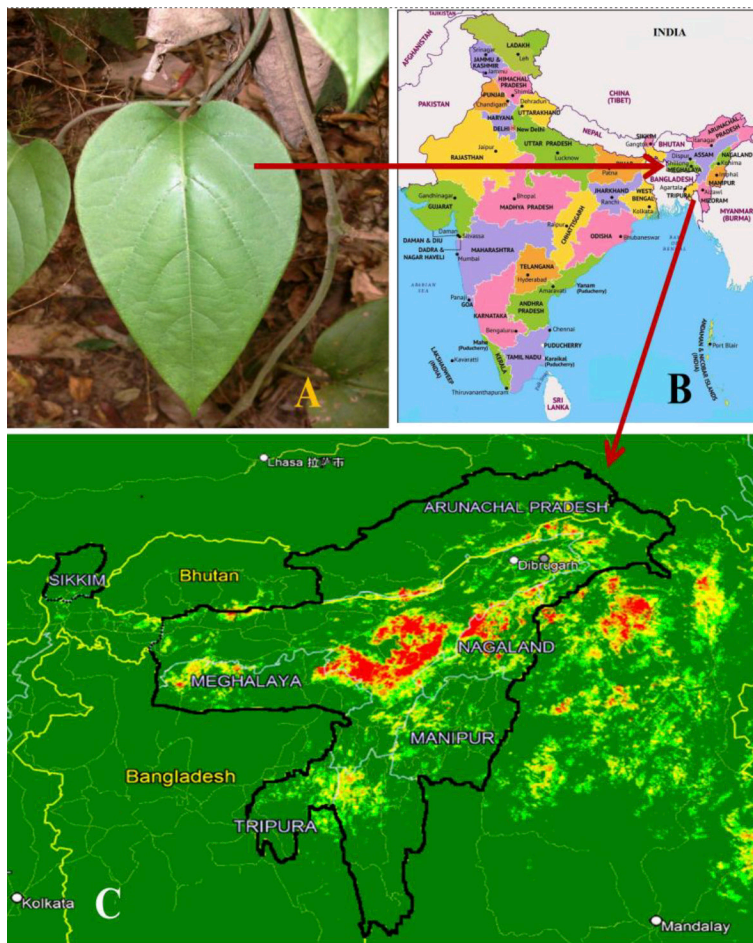 A
INDIA
TAJIKISTAN
AFGHANISTAN
LADAKH
Leh
Srinagar
JAMMU &
KASHMIR
Jammu
HIMACHAL
PRADESH
PUNJAB
Chandigarh
Dehradun
UTTARAKHAND
HARYANA
DELHI
New Delhi
PAKISTAN
CHINA
(TIBET)
NEPAL
SIKKIM
Gangtok
BHUTAN
ARUNACHAL
PRADESH
Itanagar
Dispur
ASSAM
NAGALAND
Kohima
Shillong
MEGHALAYA
Imphal
MANIPUR
BANGLADESH
Agartala
TRIPURA
Aizawl
MIZORAM
MYANMAR
(BURMA)
Jaipur
RAJASTHAN
UTTAR PRADESH
Lucknow
Patna
JHARKHAND
Ranchi
WEST
BENGAL
Kolkata
Gandhinagar
GUJARAT
Bhopal
MADHYA PRADESH
CHHATTISGARH
Raipur
ODISHA
Bhubaneswar
DAMAN & DIU
Daman
Silvassa
DADRA &
NAGAR HAVELI
MAHARASHTRA
Mumbai
TELANGANA
Hyderabad
Yanam
(Puducherry)
Amaravati
ARABIAN
SEA
Panaji
GOA
KARNATAKA
ANDHRA
PRADESH
Bengaluru
Chennai
Mahe
(Puducherry)
PUDUCHERRY
Karaikal
(Puducherry)
TAMIL NADU
KERALA
LAKSHADWEEP
(INDIA)
Kavaratti
Thiruvananthapuram
SRI
LANKA
ANDAMAN &
NICOBAR ISLANDS
(INDIA)
Port Blair
B
Lhasa 拉萨市
ARUNACHAL PRADESH
SIKKIM
Bhutan
Dibrugarh
NAGALAND
MEGHALAYA
MANIPUR
Bangladesh
TRIPURA
Kolkata
C
Mandalay